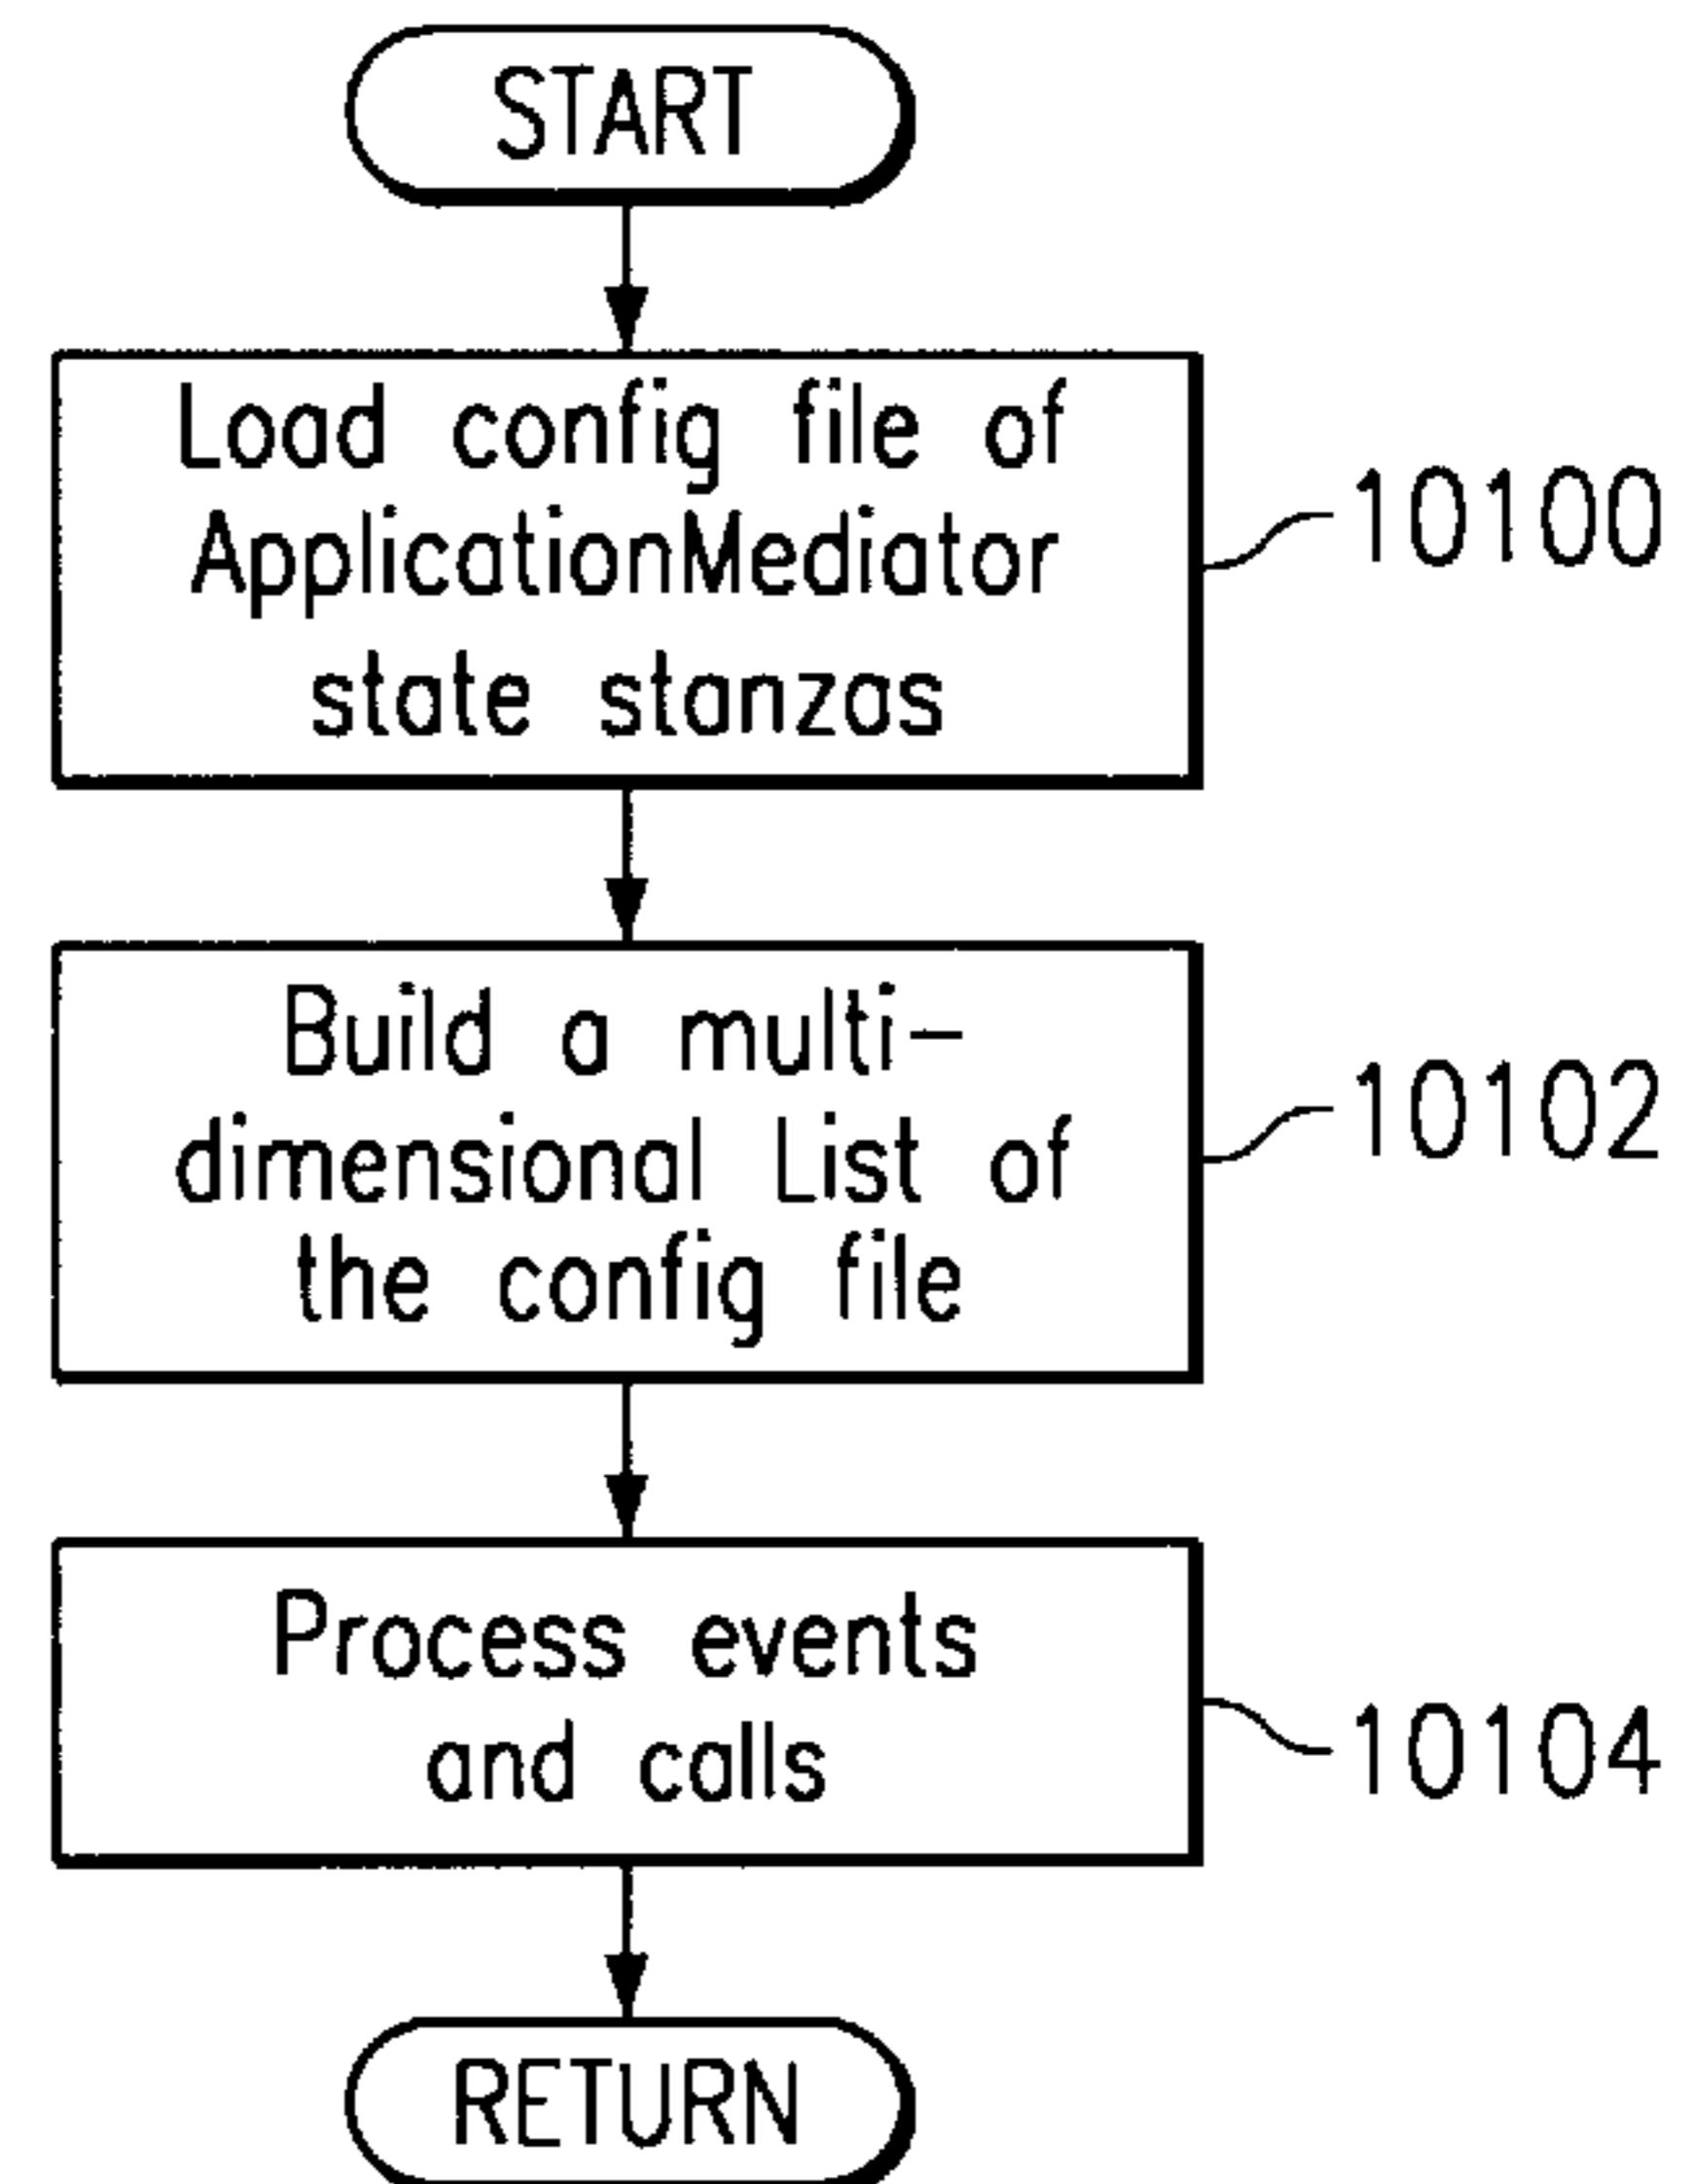 START
Load config file of
ApplicationMediator
state stanzas
10100
Build a multi-
dimensional List of
the config file
10102
Process events
and calls
10104
RETURN